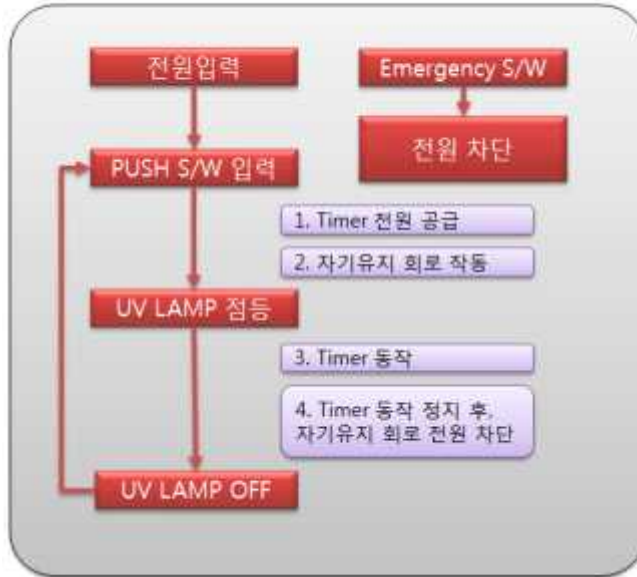 전원입력
Emergency S/W
전원 차단
PUSH S/W 입력
1. Timer 전원 공급
2. 자기유지 회로 작동
UV LAMP 점등
3. Timer 동작
4. Timer 동작 정지 후,
자기유지 회로 전원 차단
UV LAMP OFF